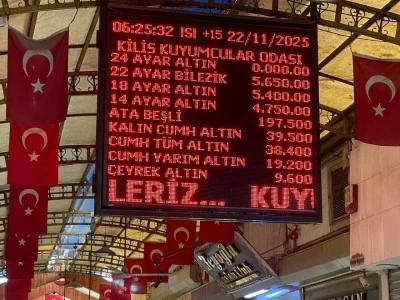 06:25:32 ISI +15 22/11/2025
KİLİS KUYUMCULAR ODASI
24 AYAR ALTIN 0.000.00
22 AYAR BİLEZİK 5.650.00
18 AYAR ALTIN 5.400.00
14 AYAR ALTIN 4.750.00
ATA BEŞLİ 197.500
KALIN CUMH ALTIN 39.500
CUMH TÜM ALTIN 38.400
CUMH YARIM ALTIN 19.200
ÇEYREK ALTIN 9.600
LERİZ... KUYU